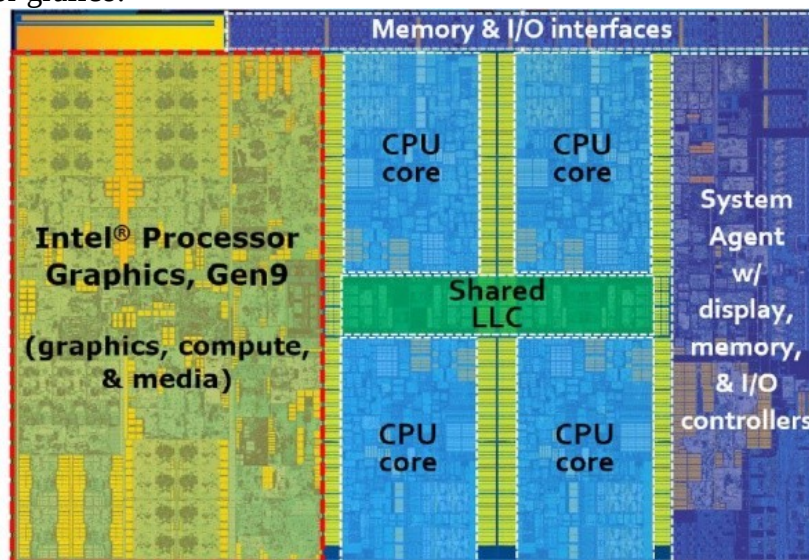 Memory & I/O interfaces
CPU
core
CPU
core
Intel® Processor
Graphics, Gen9
(graphics, compute,
& media)
Shared
LLC
System
Agent
w/
display,
memory,
& I/O
controllers
CPU
core
CPU
core